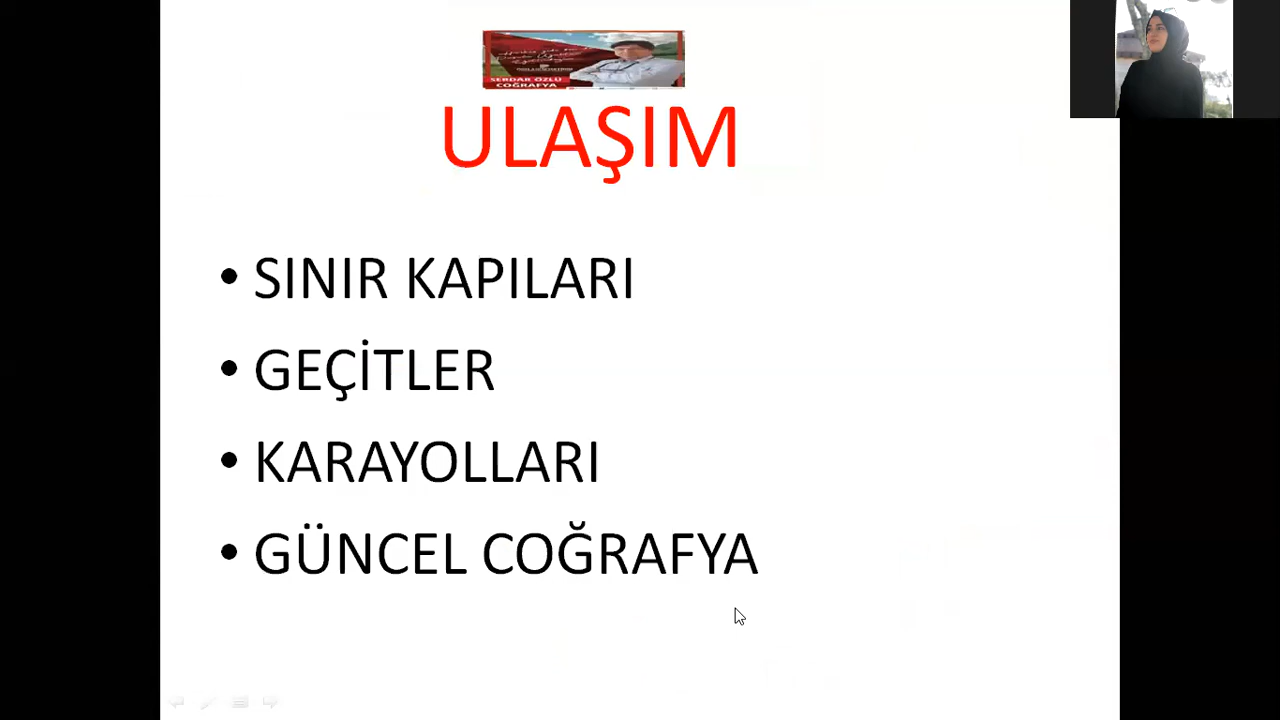 SERDAR ÖZLÜ
COĞRAFYA
ULAŞIM
• SINIR KAPILARI
• GEÇİTLER
• KARAYOLLARI
• GÜNCEL COĞRAFYA